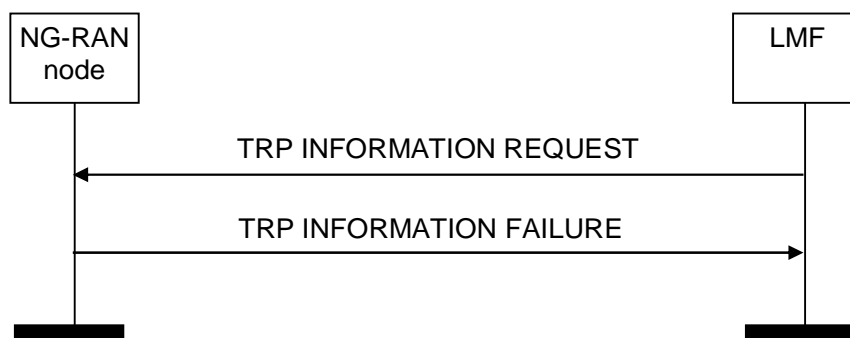 NG-RAN
node
LMF
TRP INFORMATION REQUEST
TRP INFORMATION FAILURE